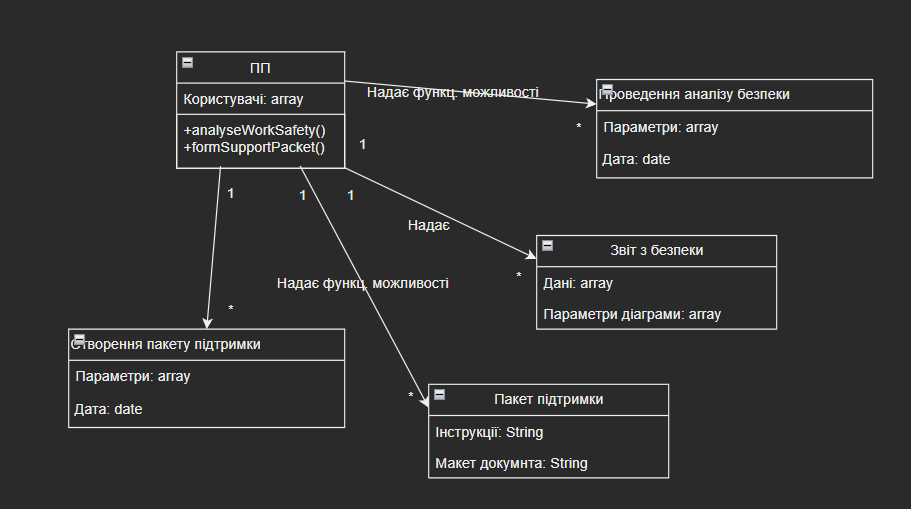 ПП
Користувачі: array
+analyseWorkSafety()
+formSupportPacket()
Надає функц. можливості
1
*
Проведення аналізу безпеки
Параметри: array
Дата: date
1
1
1
Надає
*
Звіт з безпеки
Дані: array
Параметри діаграми: array
Надає функц. можливості
*
*
Створення пакету підтримки
Параметри: array
Дата: date
Пакет підтримки
Інструкції: String
Макет докумнта: String